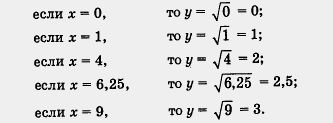 если x = 0, то y = √0 = 0;
если x = 1, то y = √1 = 1;
если x = 4, то y = √4 = 2;
если x = 6,25, то y = √6,25 = 2,5;
если x = 9, то y = √9 = 3.